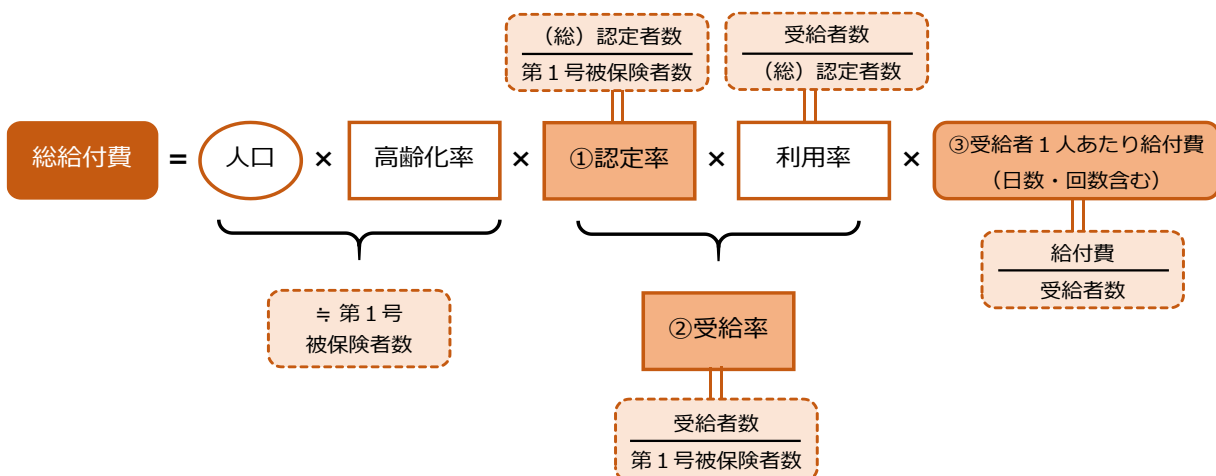 (総)認定者数
第1号被保険者数
受給者数
(総)認定者数
総給付費 = 人口 × 高齢化率 × ①認定率 × 利用率 × ③受給者1人あたり給付費
(日数・回数含む)
≒ 第1号
被保険者数
②受給率
給付費
受給者数
受給者数
第1号被保険者数